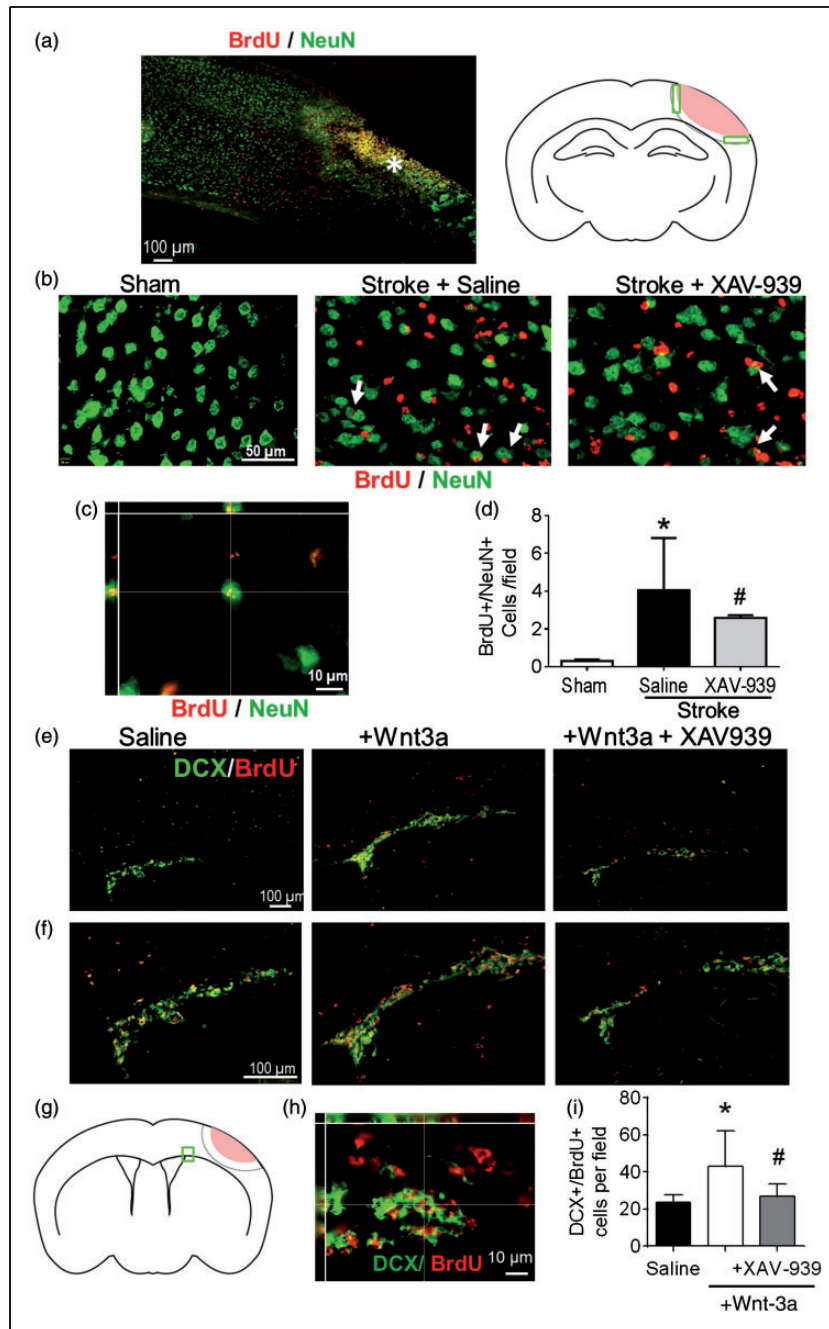 (a)
BrdU / NeuN
*
100 µm
(b)
Sham
Stroke + Saline
Stroke + XAV-939
50 µm
BrdU / NeuN
(c)
10 µm
BrdU / NeuN
(d)
BrdU+/NeuN+
Cells /field
8
6
4
2
0
*
#
Sham
Saline
XAV-939
Stroke
(e)
Saline
+Wnt3a
+Wnt3a + XAV939
DCX/BrdU
100 µm
(f)
100 µm
(g)
(h)
DCX/ BrdU
10 µm
(i)
DCX+/BrdU+
cells per field
80
60
40
20
0
*
#
Saline
+XAV-939
+Wnt-3a